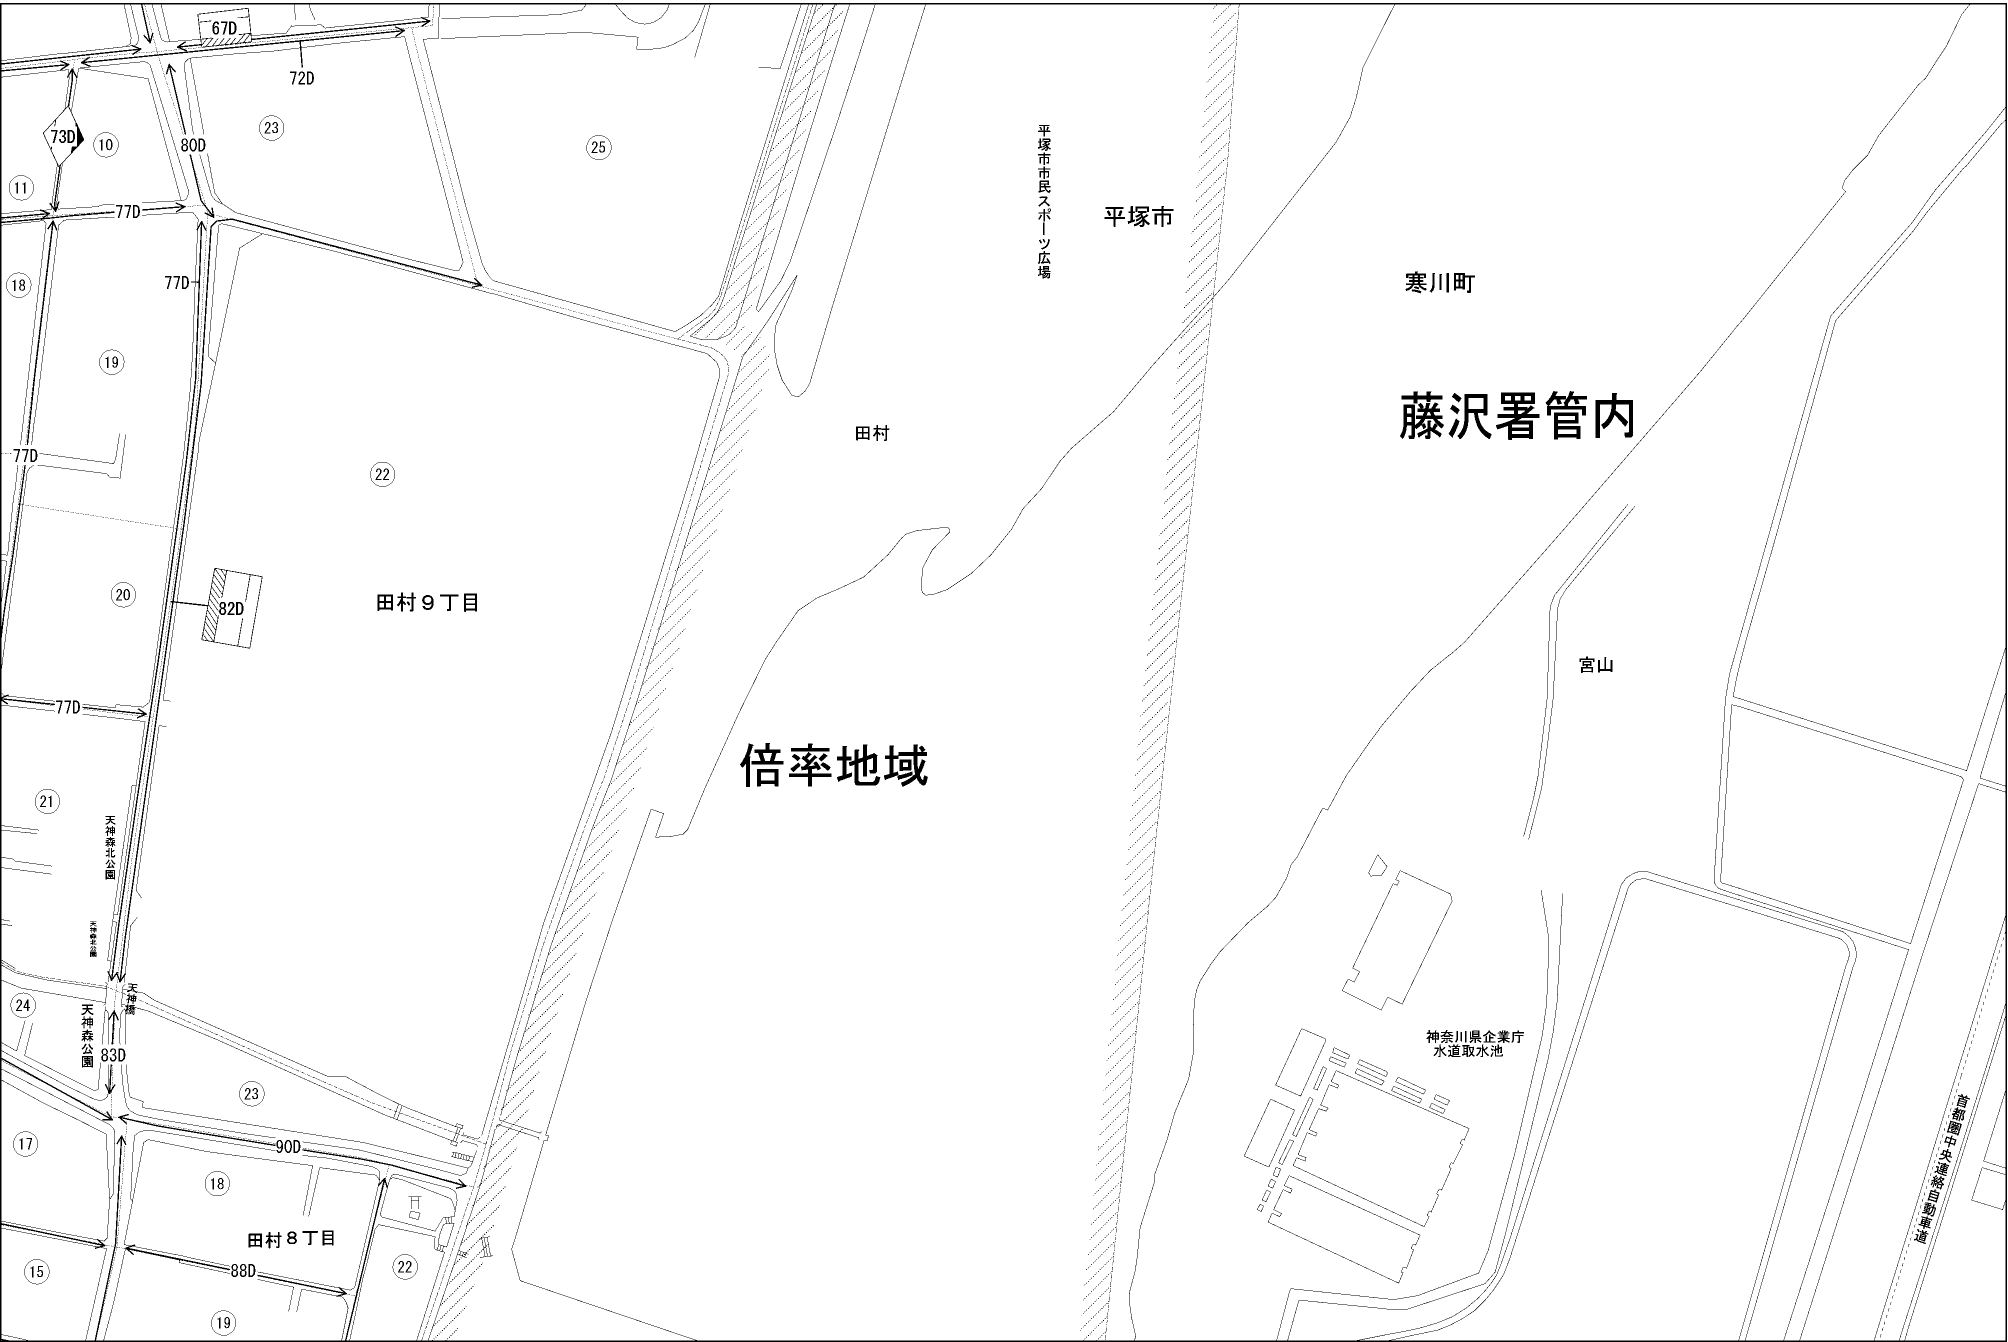 67D
72D
73D
10
80D
23
25
11
77D
平塚市市民スポーツ広場
平塚市
18
77D
寒川町
19
藤沢署管内
田村
77D
22
20
82D
田村９丁目
宮山
77D
倍率地域
21
天神森北公園
天神森北公園
天神橋
24
天神森公園
83D
神奈川県企業庁
水道取水池
23
首都圏中央連絡自動車道
17
90D
18
田村８丁目
88D
22
15
19